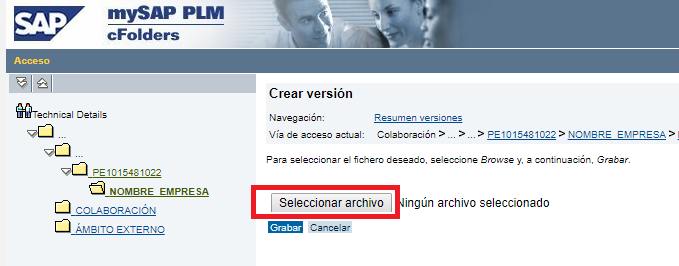 SAP
mySAP PLM
cFolders
Acceso
Technical Details
...
...
PE1015481022
NOMBRE_EMPRESA
COLABORACIÓN
ÁMBITO EXTERNO
Crear versión
Navegación: Resumen versiones
Vía de acceso actual: Colaboración > ... > ... > PE1015481022 > NOMBRE_EMPRESA >
Para seleccionar el fichero deseado, seleccione Browse y, a continuación, Grabar.
Seleccionar archivo Ningún archivo seleccionado
Grabar Cancelar